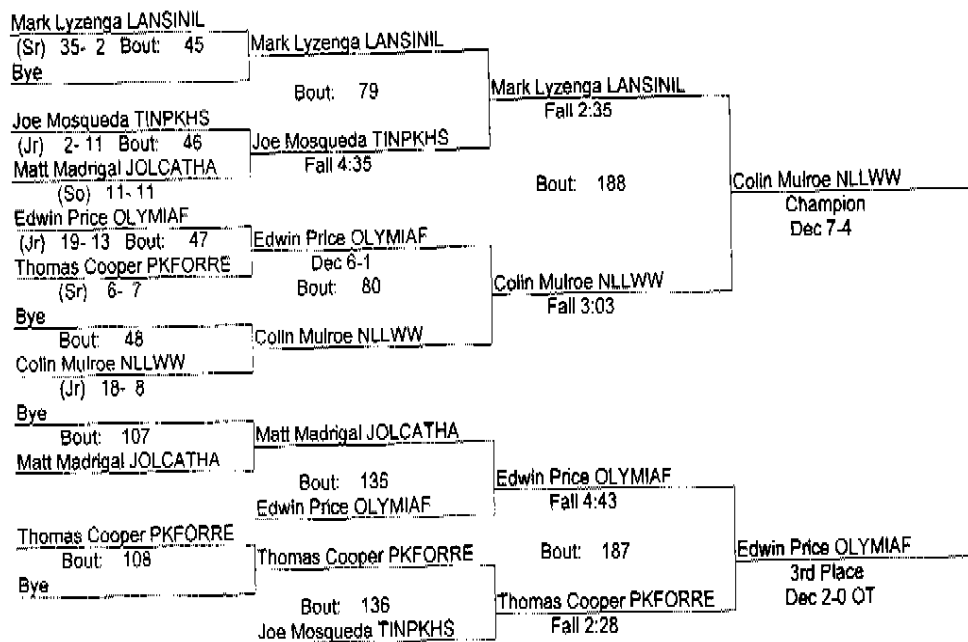 Mark Lyzenga LANSINIL
(Sr) 35- 2 Bout: 45
Bye
Mark Lyzenga LANSINIL
Bout: 79
Joe Mosqueda TINPKHS
(Jr) 2- 11 Bout: 46
Matt Madrigal JOLCATHA
(So) 11- 11
Joe Mosqueda TINPKHS
Fall 4:35
Mark Lyzenga LANSINIL
Fall 2:35
Bout: 188
Edwin Price OLYMIAF
(Jr) 19- 13 Bout: 47
Thomas Cooper PKFORRE
(Sr) 6- 7
Edwin Price OLYMIAF
Dec 6-1
Bout: 80
Bye
Bout: 48
Colin Mulroe NLLWW
(Jr) 18- 8
Colin Mulroe NLLWW
Colin Mulroe NLLWW
Fall 3:03
Colin Mulroe NLLWW
Champion
Dec 7-4
Bye
Bout: 107
Matt Madrigal JOLCATHA
Matt Madrigal JOLCATHA
Bout: 135
Edwin Price OLYMIAF
Edwin Price OLYMIAF
Fall 4:43
Bout: 187
Thomas Cooper PKFORRE
Bout: 108
Bye
Thomas Cooper PKFORRE
Bout: 136
Joe Mosqueda TINPKHS
Thomas Cooper PKFORRE
Fall 2:28
Edwin Price OLYMIAF
3rd Place
Dec 2-0 OT